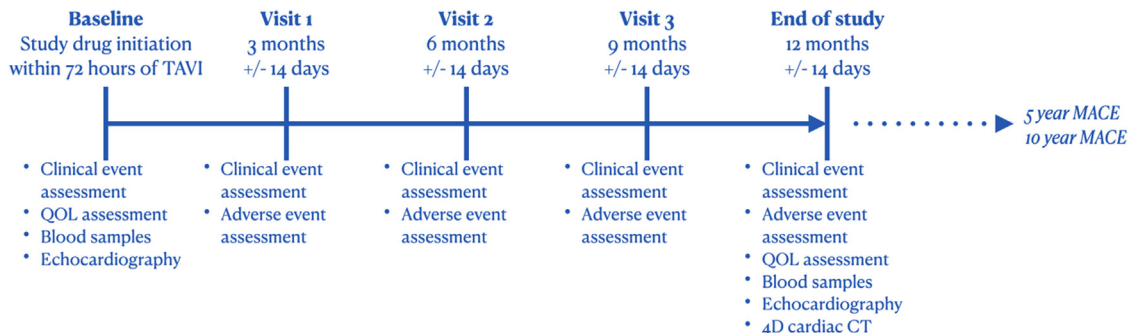 Baseline
Study drug initiation
within 72 hours of TAVI
Visit 1
3 months
+/- 14 days
Visit 2
6 months
+/- 14 days
Visit 3
9 months
+/- 14 days
End of study
12 months
+/- 14 days
5 year MACE
10 year MACE
• Clinical event
assessment
• QOL assessment
• Blood samples
• Echocardiography
• Clinical event
assessment
• Adverse event
assessment
• Clinical event
assessment
• Adverse event
assessment
• Clinical event
assessment
• Adverse event
assessment
• Clinical event
assessment
• Adverse event
assessment
• QOL assessment
• Blood samples
• Echocardiography
• 4D cardiac CT